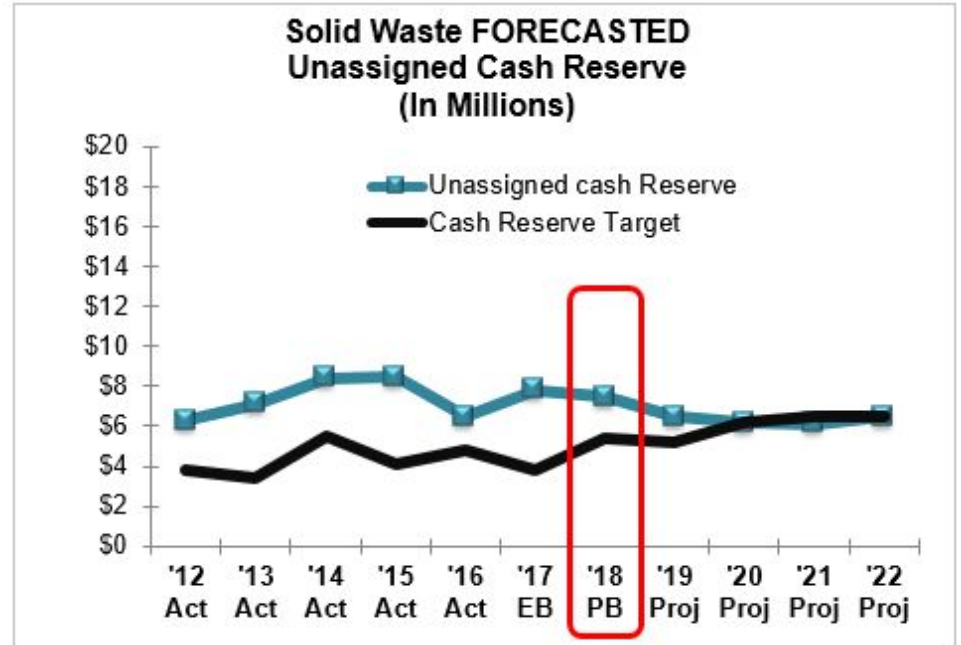 Solid Waste FORECASTED
Unassigned Cash Reserve
(In Millions)
$20
$18
$16
$14
$12
$10
$8
$6
$4
$2
$0
Unassigned cash Reserve
Cash Reserve Target
'12 '13 '14 '15 '16 '17 '18 '19 '20 '21 '22
Act Act Act Act Act EB PB Proj Proj Proj Proj